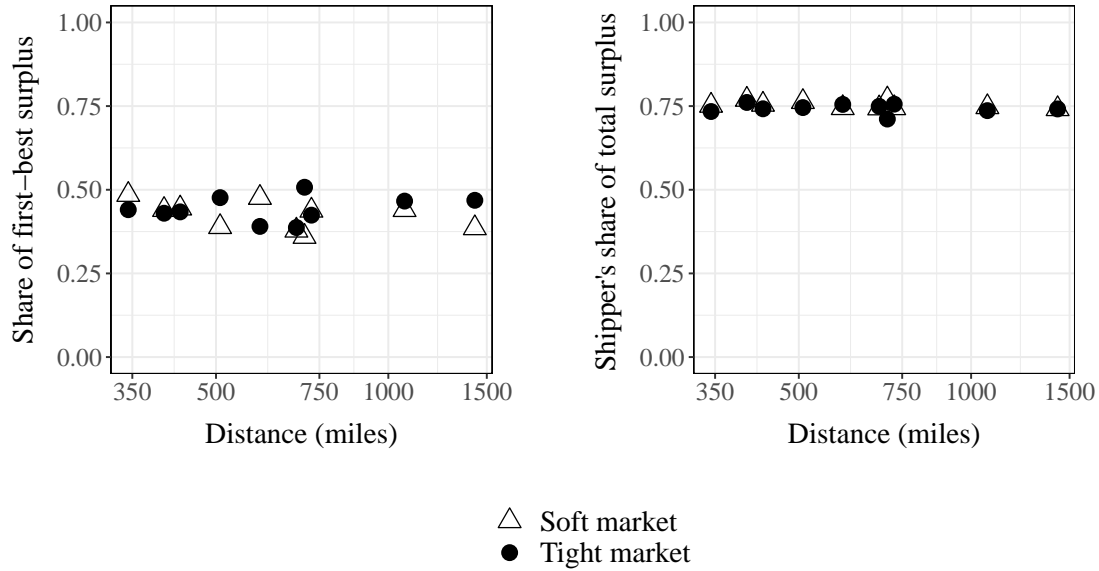 Share of first−best surplus
1.00
0.75
0.50
0.25
0.00
350 500 750 1000 1500
Distance (miles)
Shipper's share of total surplus
1.00
0.75
0.50
0.25
0.00
350 500 750 1000 1500
Distance (miles)
Soft market
Tight market